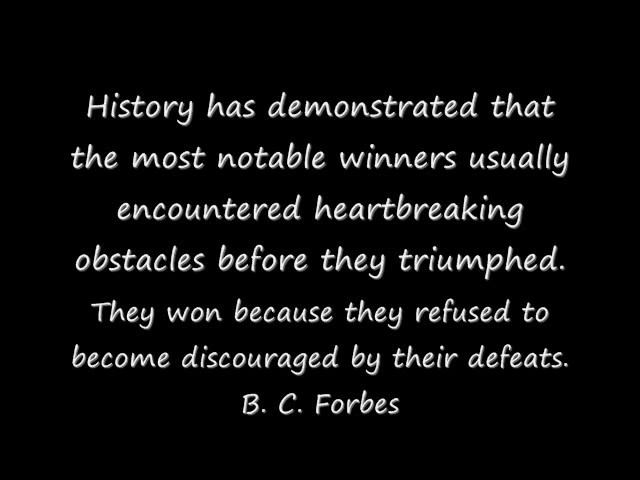 History has demonstrated that
the most notable winners usually
encountered heartbreaking
obstacles before they triumphed.
They won because they refused to
become discouraged by their defeats.
B. C. Forbes